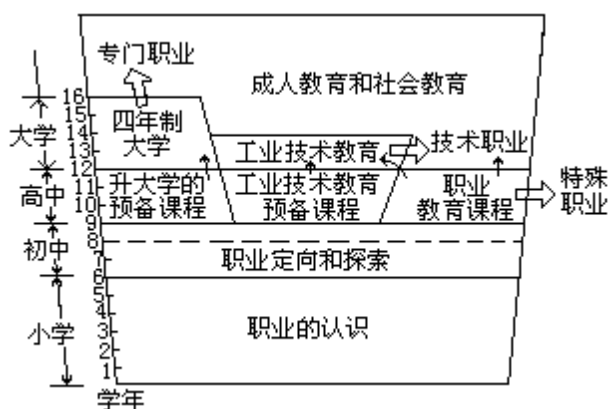 专门职业
成人教育和社会教育
16
15
14
13
12
11
10
9
8
7
6
5
4
3
2
1
大学
高中
初中
小学
四年制
大学
工业技术教育
技术职业
升大学的
预备课程
工业技术教育
预备课程
职业
教育课程
特殊
职业
职业定向和探索
职业的认识
学年